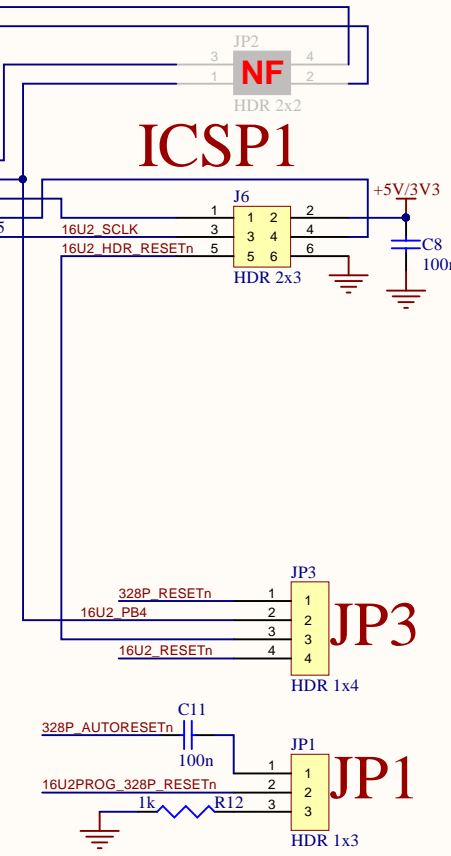 JP2
3 4
NF
1 2
HDR 2x2
ICSP1
J6
+5V/3V3
1 1 2 2
16U2_SCLK 3 3 4 4
16U2_HDR_RESETn 5 5 6 6
C8
HDR 2x3
100n
JP3
328P_RESETn 1 1
16U2_PB4 2 2
3 3
16U2_RESETn 4 4
JP3
HDR 1x4
C11
328P_AUTORESETn
100n
JP1
1 1
16U2PROG_328P_RESETn 2 2
1k R12 3 3
JP1
HDR 1x3